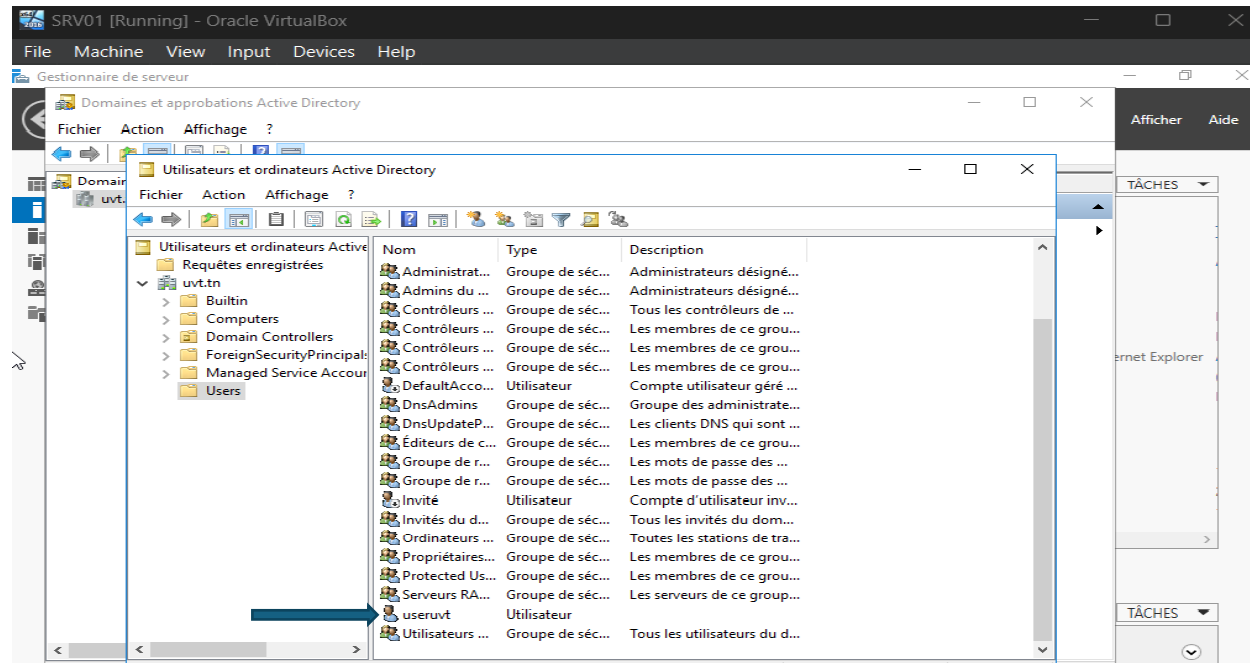 SRV01 [Running] - Oracle VirtualBox
File Machine View Input Devices Help
Gestionnaire de serveur
Domaines et approbations Active Directory
Afficher Aide
Fichier Action Affichage ?
Utilisateurs et ordinateurs Active Directory
Domair
TÂCHES
uvt.
Fichier Action Affichage ?
Utilisateurs et ordinateurs Active
Requêtes enregistrées
uvt.tn
Builtin
Computers
Domain Controllers
ForeignSecurityPrincipals
Managed Service Accour
Users
Nom Type Description
Administrat... Groupe de séc... Administrateurs désigné...
Admins du ... Groupe de séc... Administrateurs désigné...
Contrôleurs ... Groupe de séc... Tous les contrôleurs de ...
Contrôleurs ... Groupe de séc... Les membres de ce grou...
Contrôleurs ... Groupe de séc... Les membres de ce grou...
Contrôleurs ... Groupe de séc... Les membres de ce grou...
DefaultAcco... Utilisateur Compte utilisateur géré ...
DnsAdmins Groupe de séc... Groupe des administrate...
DnsUpdateP... Groupe de séc... Les clients DNS qui sont ...
Éditeurs de c... Groupe de séc... Les membres de ce grou...
Groupe de r... Groupe de séc... Les mots de passe des ...
Groupe de r... Groupe de séc... Les mots de passe des ...
Invité Utilisateur Compte d'utilisateur inv...
Invités du d... Groupe de séc... Tous les invités du dom...
Ordinateurs ... Groupe de séc... Toutes les stations de tra...
Propriétaires... Groupe de séc... Les membres de ce grou...
Protected Us... Groupe de séc... Les membres de ce grou...
Serveurs RA... Groupe de séc... Les serveurs de ce group...
useruvt Utilisateur
Utilisateurs ... Groupe de séc... Tous les utilisateurs du d...
ernet Explorer
TÂCHES